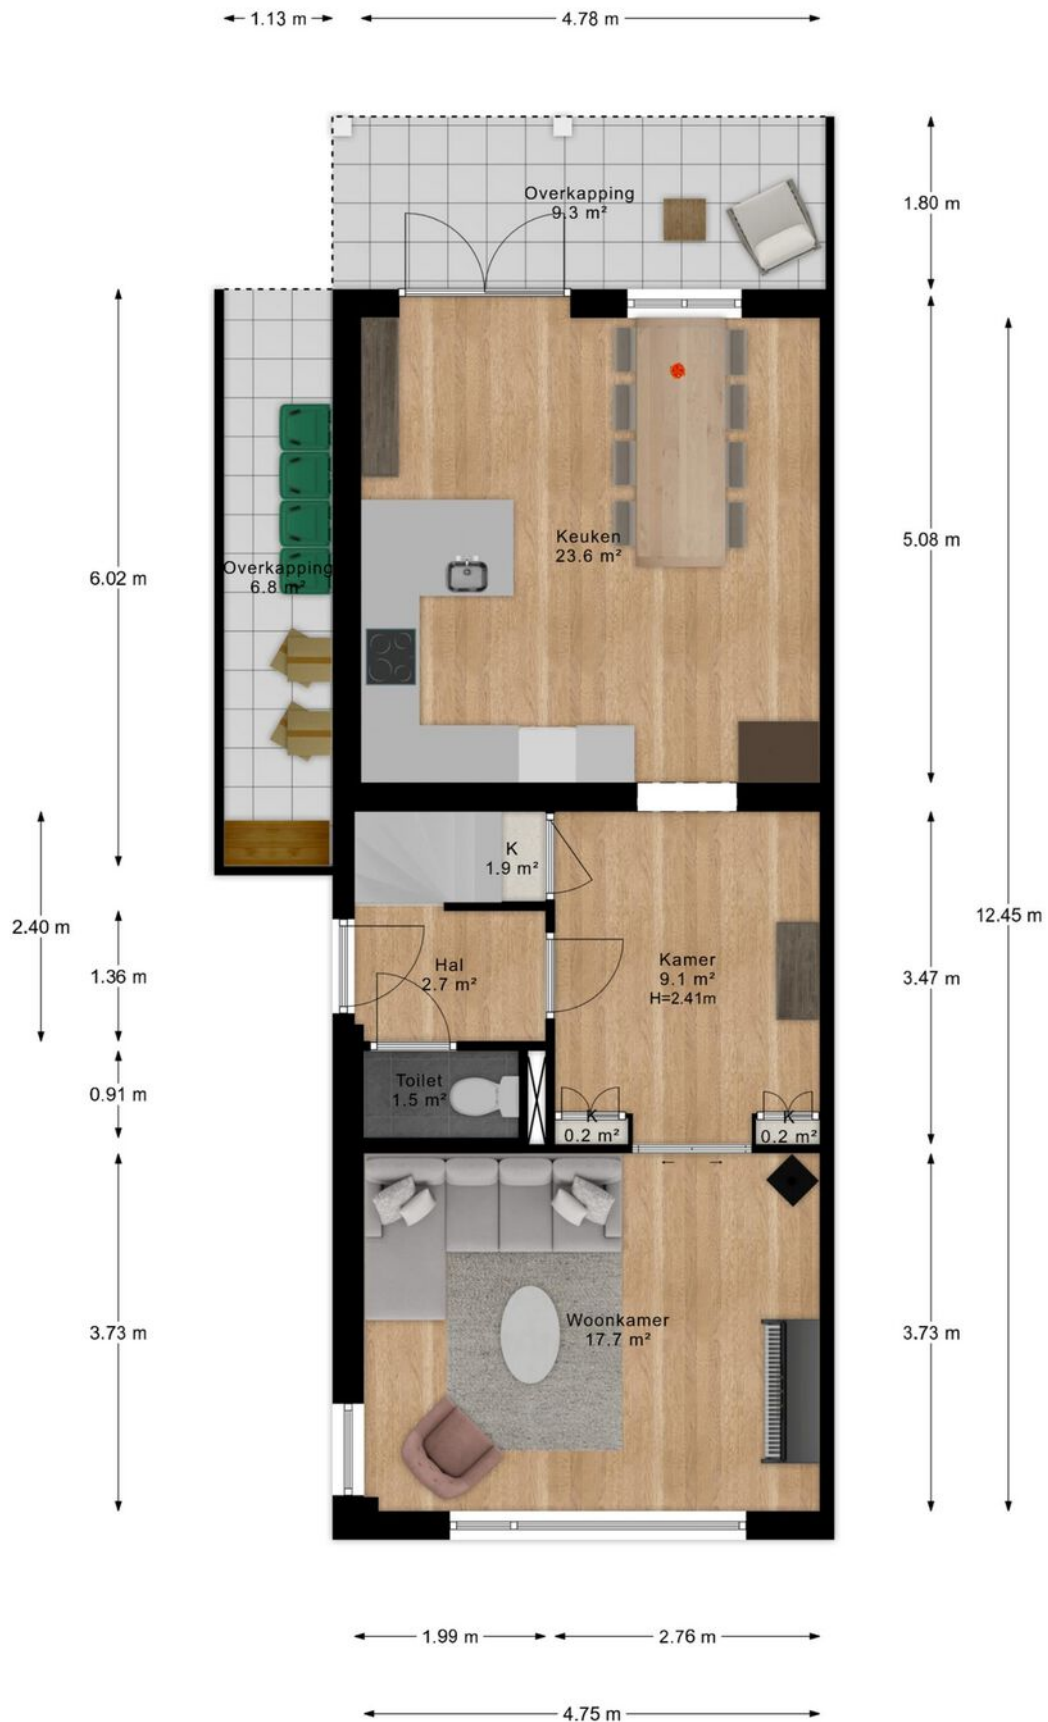 1.13 m
4.78 m
Overkapping
9.3 m²
1.80 m
Keuken
23.6 m²
5.08 m
Overkapping
6.8 m²
6.02 m
K
1.9 m²
2.40 m
12.45 m
Hal
2.7 m²
1.36 m
Kamer
9.1 m²
H=2.41m
3.47 m
Toilet
1.5 m²
0.91 m
K
0.2 m²
K
0.2 m²
3.73 m
Woonkamer
17.7 m²
3.73 m
1.99 m
2.76 m
4.75 m